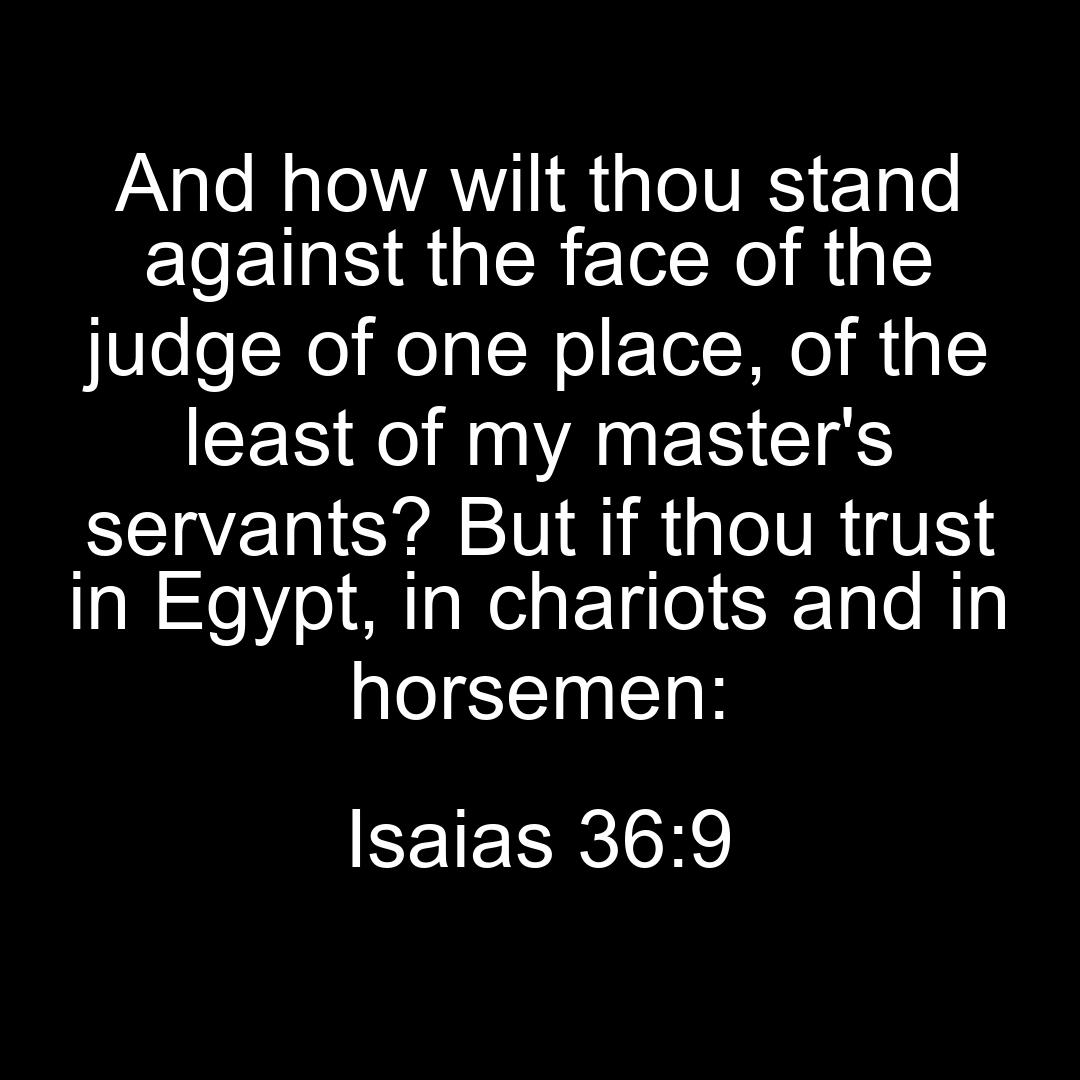 And how wilt thou stand
against the face of the
judge of one place, of the
least of my master's
servants? But if thou trust
in Egypt, in chariots and in
horsemen:
Isaias 36:9